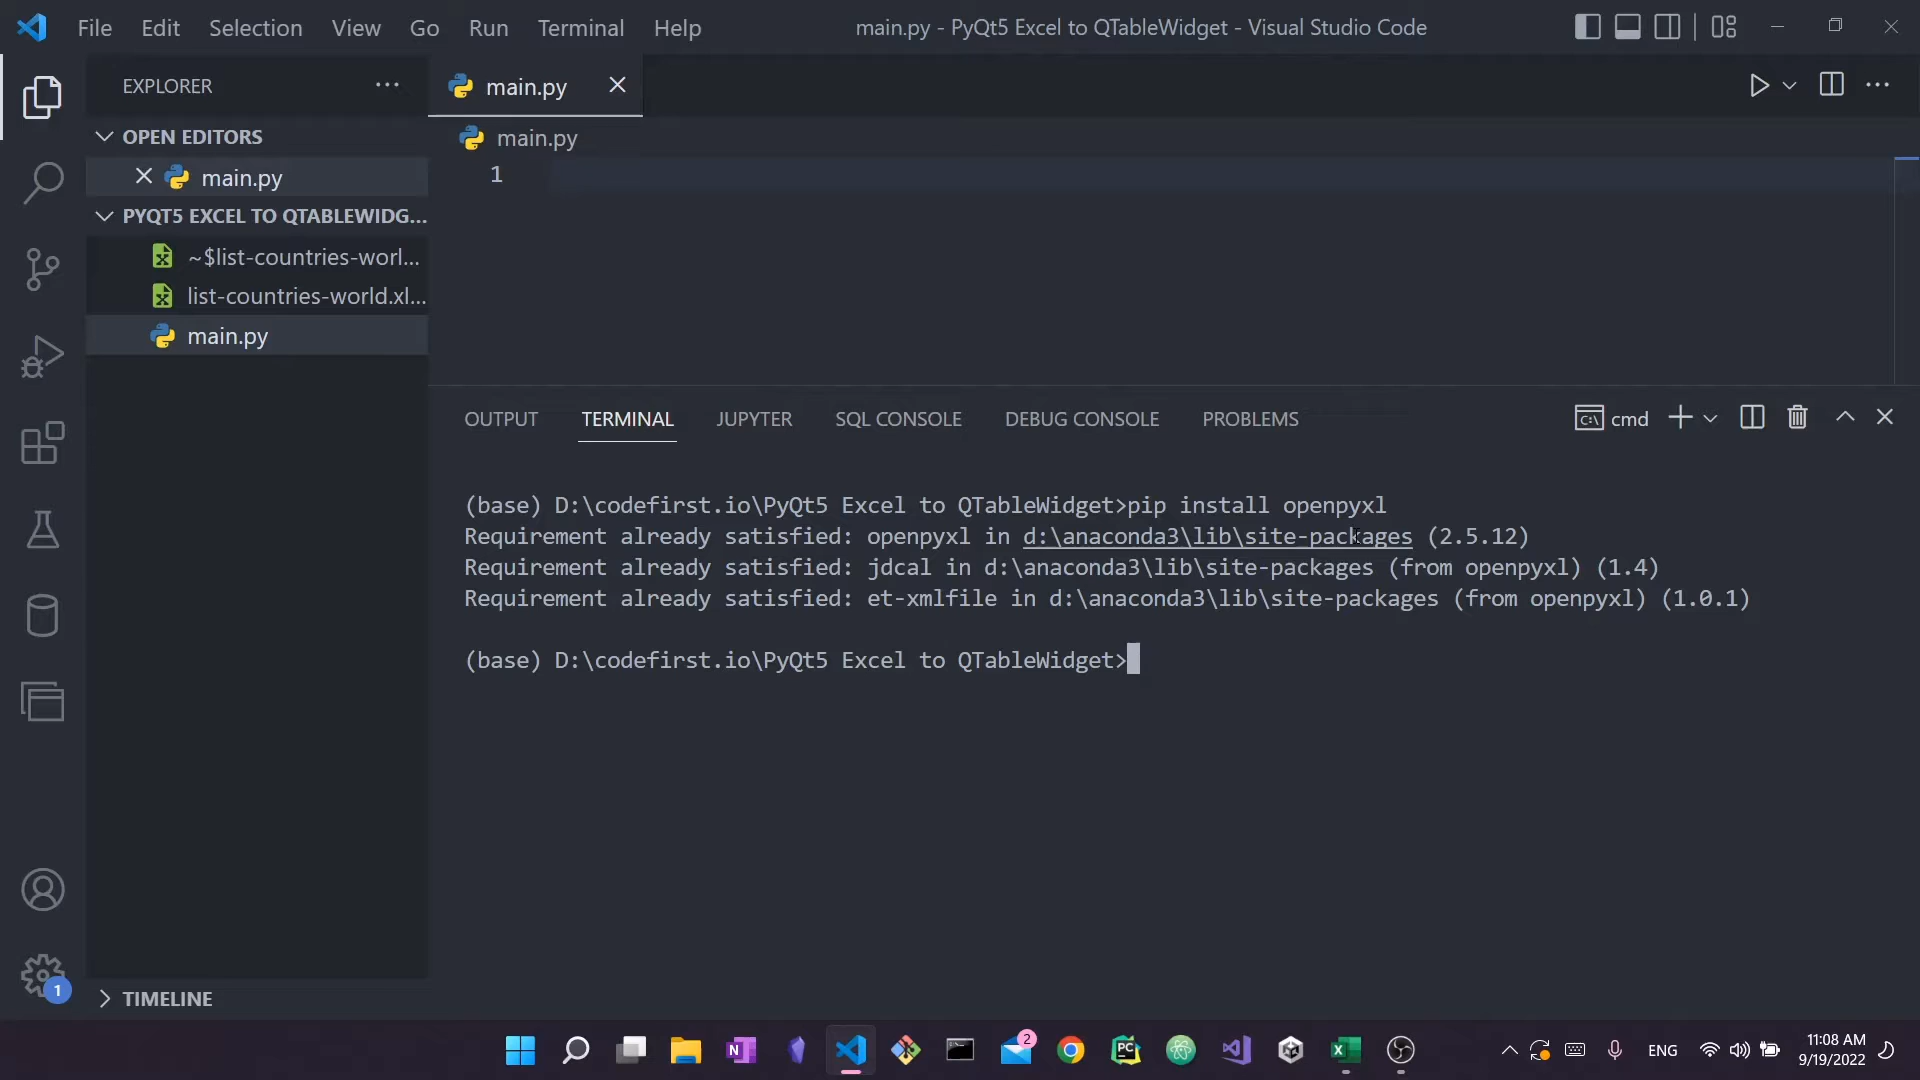 File Edit Selection View Go Run Terminal Help
main.py - PyQt5 Excel to QTableWidget - Visual Studio Code
EXPLORER
main.py
OPEN EDITORS
main.py
main.py
1
PYQT5 EXCEL TO QTABLEWIDG...
~$list-countries-worl...
list-countries-world.xl...
main.py
OUTPUT TERMINAL JUPYTER SQL CONSOLE DEBUG CONSOLE PROBLEMS
cmd
(base) D:\codefirst.io\PyQt5 Excel to QTableWidget>pip install openpyxl
Requirement already satisfied: openpyxl in d:\anaconda3\lib\site-packages (2.5.12)
Requirement already satisfied: jdcal in d:\anaconda3\lib\site-packages (from openpyxl) (1.4)
Requirement already satisfied: et-xmlfile in d:\anaconda3\lib\site-packages (from openpyxl) (1.0.1)
(base) D:\codefirst.io\PyQt5 Excel to QTableWidget>
1
TIMELINE
2
ENG
11:08 AM
9/19/2022